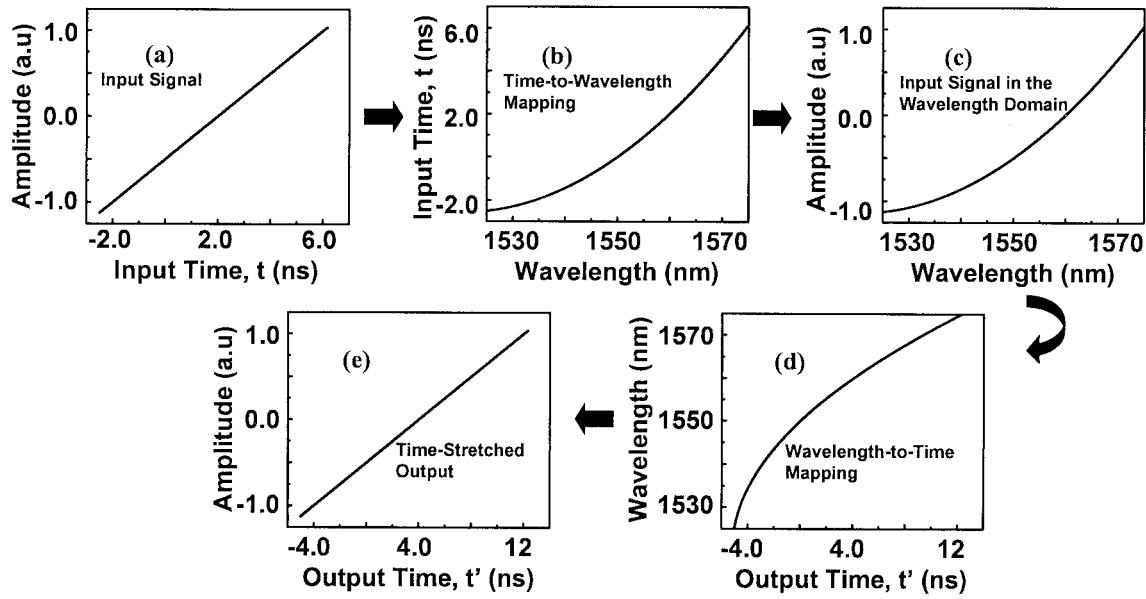 (a)
Input Signal
Amplitude (a.u)
1.0
0.0
-1.0
-2.0 2.0 6.0
Input Time, t (ns)
(b)
Time-to-Wavelength
Mapping
Input Time, t (ns)
6.0
2.0
-2.0
1530 1550 1570
Wavelength (nm)
(c)
Input Signal in the
Wavelength Domain
Amplitude (a.u)
1.0
0.0
-1.0
1530 1550 1570
Wavelength (nm)
(e)
Time-Stretched
Output
Amplitude (a.u)
1.0
0.0
-1.0
-4.0 4.0 12
Output Time, t' (ns)
(d)
Wavelength-to-Time
Mapping
Wavelength (nm)
1570
1550
1530
-4.0 4.0 12
Output Time, t' (ns)